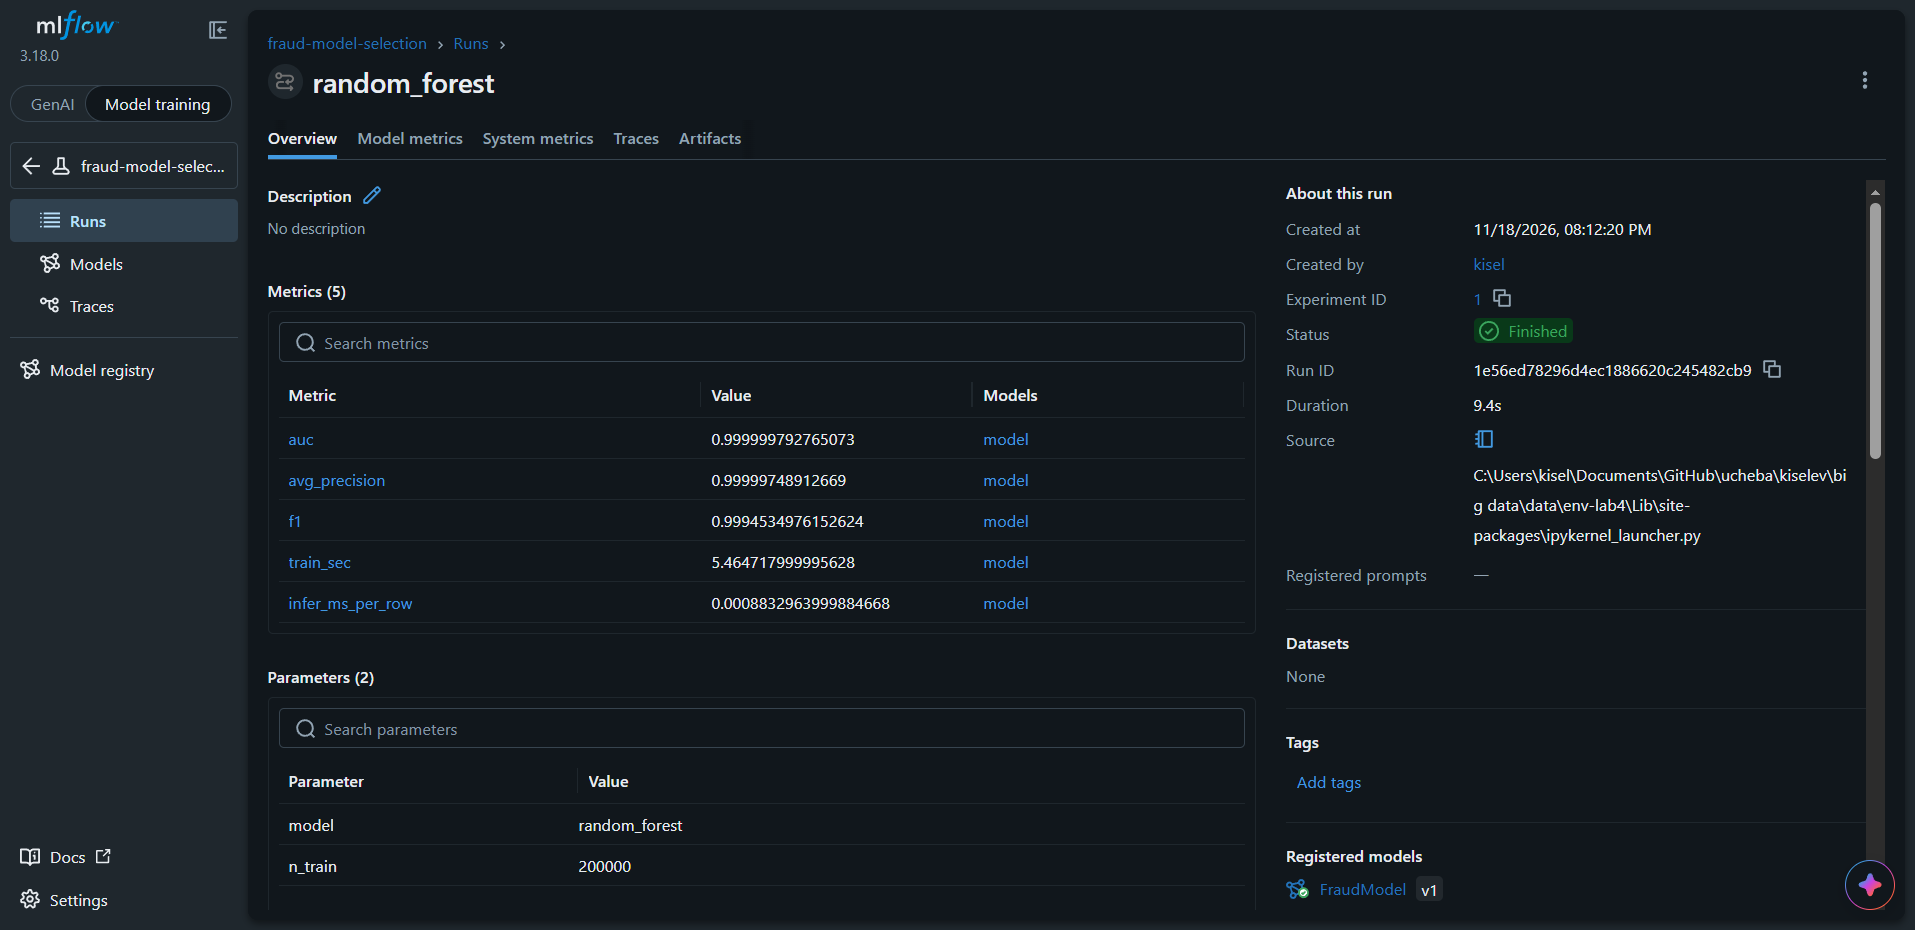 mlflow
3.18.0
GenAI
Model training
fraud-model-selec...
Runs
Models
Traces
Model registry
Docs
Settings
fraud-model-selection › Runs ›
random_forest
Overview
Model metrics
System metrics
Traces
Artifacts
Description
No description
Metrics (5)
Search metrics
Metric Value Models
auc 0.999999792765073 model
avg_precision 0.99999748912669 model
f1 0.9994534976152624 model
train_sec 5.464717999995628 model
infer_ms_per_row 0.0008832963999884668 model
Parameters (2)
Search parameters
Parameter Value
model random_forest
n_train 200000
About this run
Created at 11/18/2026, 08:12:20 PM
Created by kisel
Experiment ID 1
Status Finished
Run ID 1e56ed78296d4ec1886620c245482cb9
Duration 9.4s
Source
C:\Users\kisel\Documents\GitHub\ucheba\kiselev\bi
g data\data\env-lab4\Lib\site-
packages\ipykernel_launcher.py
Registered prompts —
Datasets
None
Tags
Add tags
Registered models
FraudModel v1